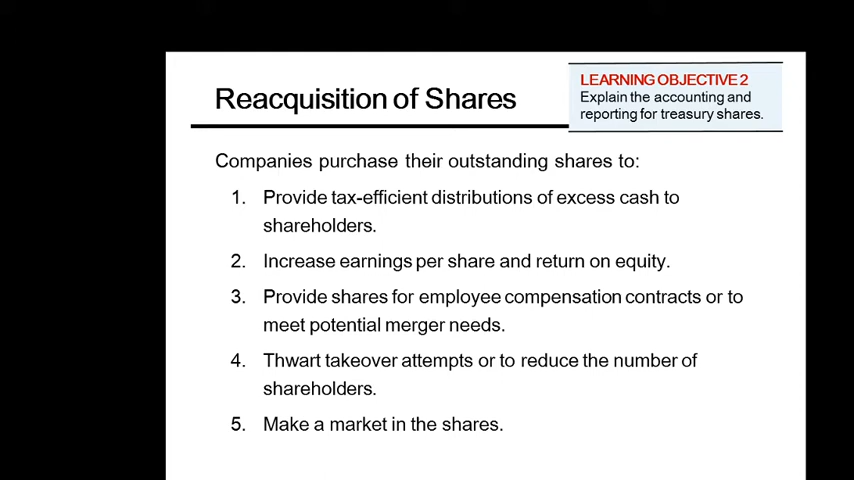 Reacquisition of Shares
LEARNING OBJECTIVE 2
Explain the accounting and
reporting for treasury shares.
Companies purchase their outstanding shares to:
1. Provide tax-efficient distributions of excess cash to
shareholders.
2. Increase earnings per share and return on equity.
3. Provide shares for employee compensation contracts or to
meet potential merger needs.
4. Thwart takeover attempts or to reduce the number of
shareholders.
5. Make a market in the shares.